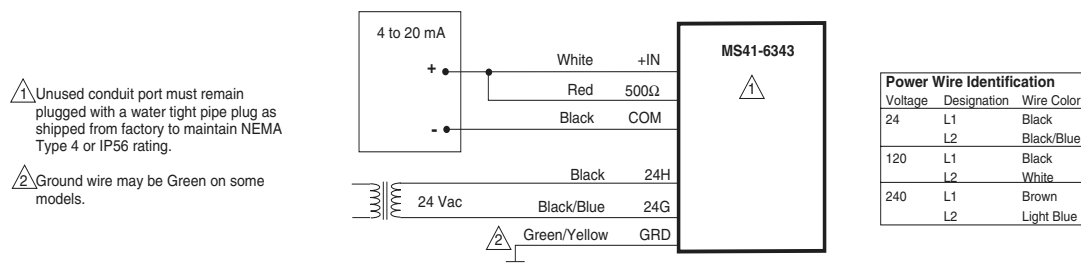 1 Unused conduit port must remain
plugged with a water tight pipe plug as
shipped from factory to maintain NEMA
Type 4 or IP56 rating.
2 Ground wire may be Green on some
models.
4 to 20 mA
+
-
White +IN
Red 500Ω
Black COM
MS41-6343
1
24 Vac
Black 24H
Black/Blue 24G
2 Green/Yellow GRD
Power Wire Identification
Voltage Designation Wire Color
24 L1 Black
L2 Black/Blue
120 L1 Black
L2 White
240 L1 Brown
L2 Light Blue